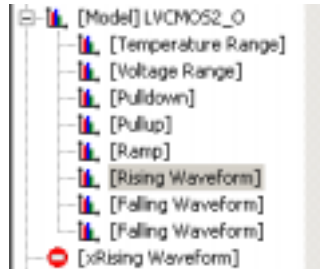 [Model] LVCMOS2_O
[Temperature Range]
[Voltage Range]
[Pulldown]
[Pullup]
[Ramp]
[Rising Waveform]
[Falling Waveform]
[Falling Waveform]
[xRising Waveform]